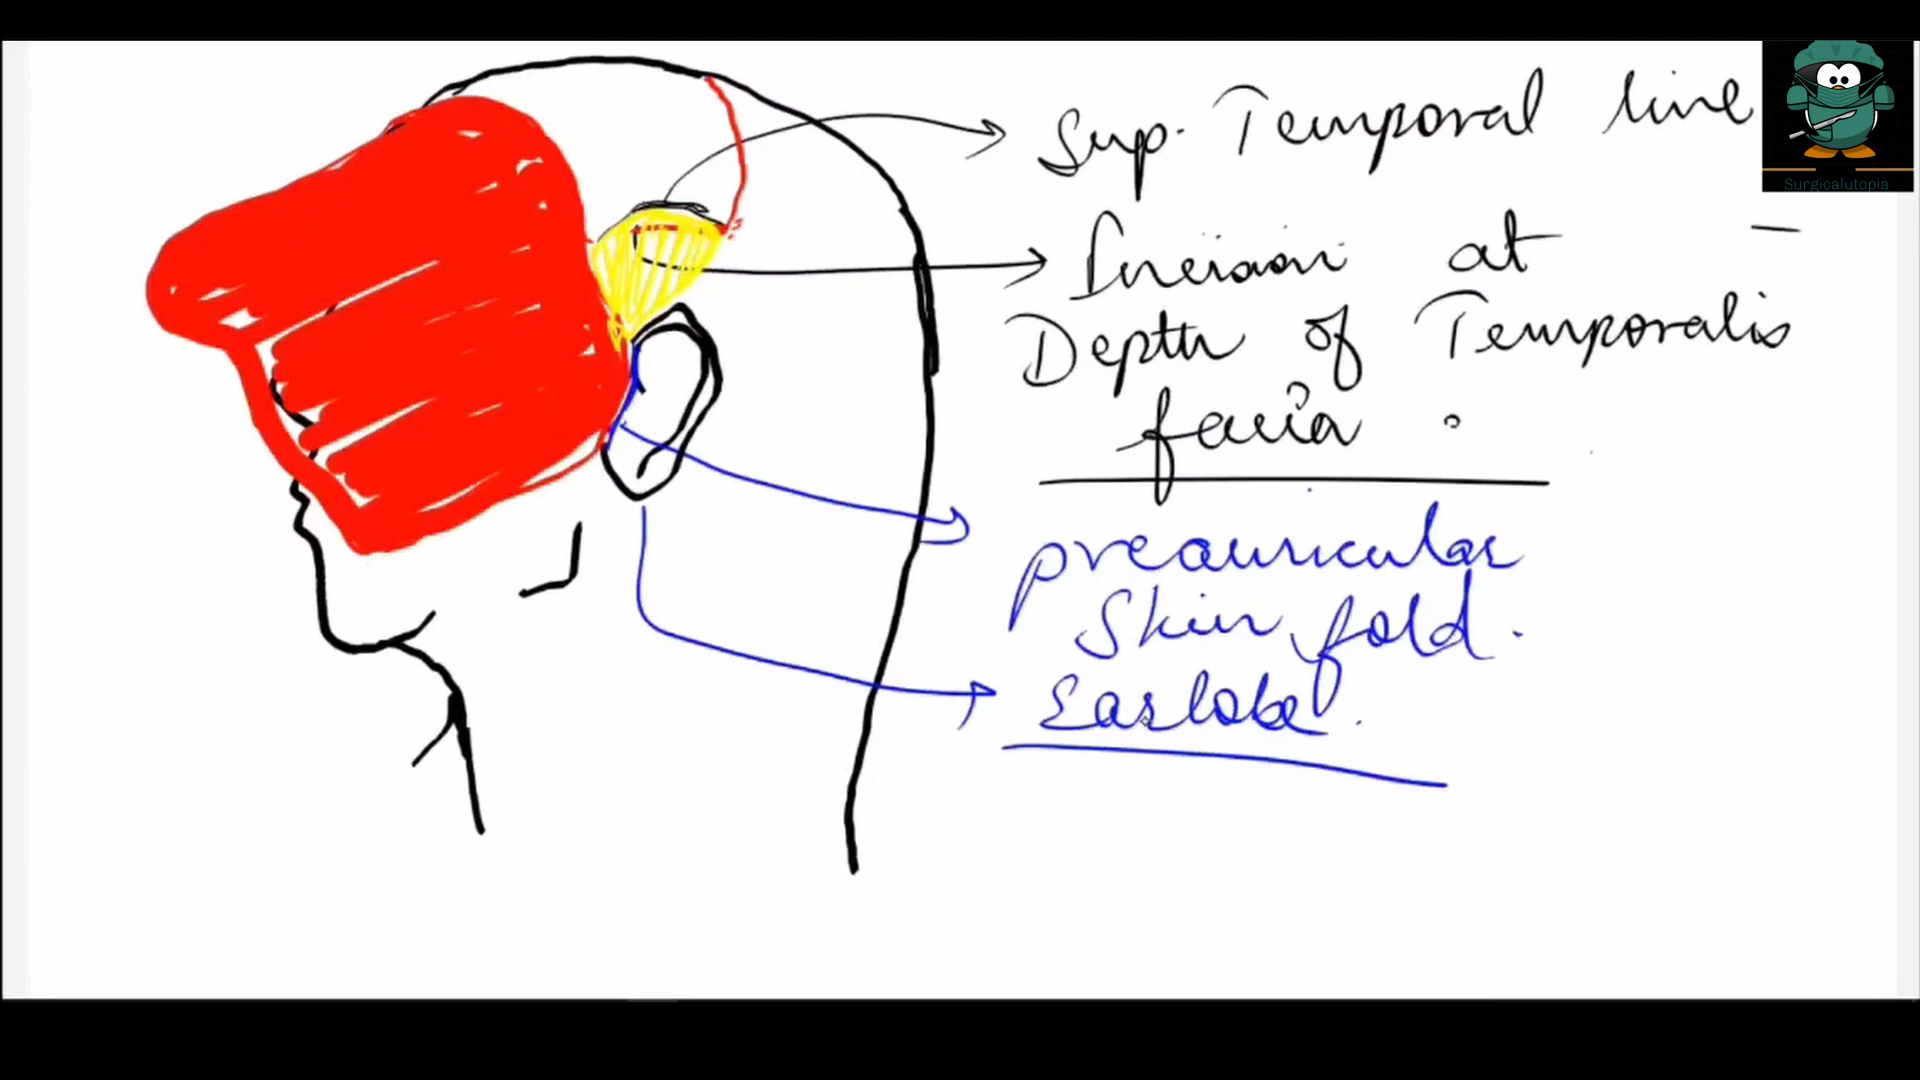 Sup. Temporal line
Incision at
Depth of Temporalis
fascia.
preauricular
Skin fold.
Earlobe.
Surgicalutopia